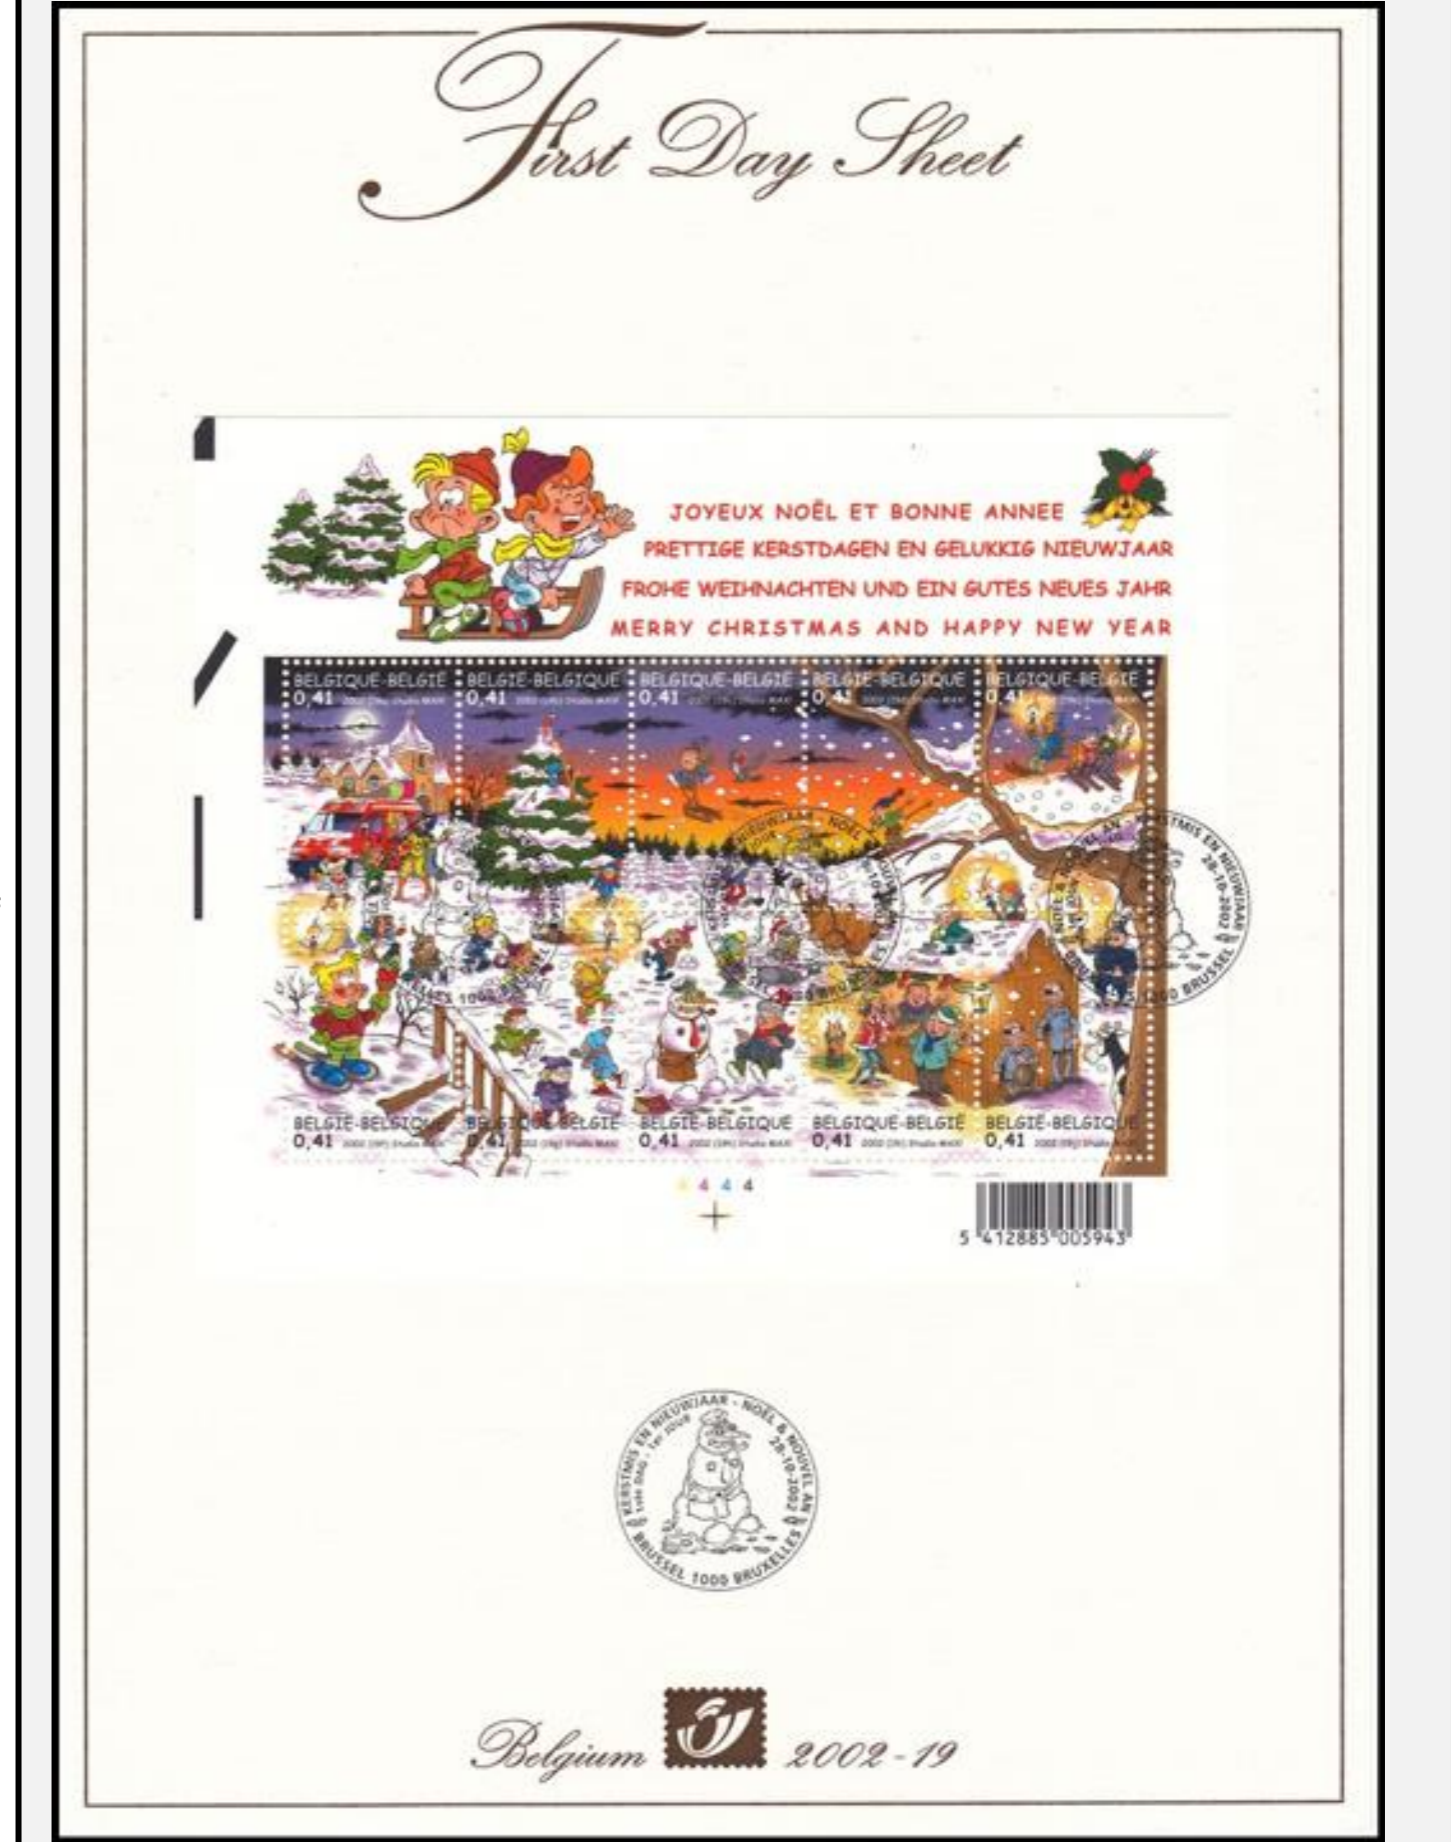 First Day Sheet
JOYEUX NOËL ET BONNE ANNEE
PRETTIGE KERSTDAGEN EN GELUKKIG NIEUWJAAR
FROHE WEIHNACHTEN UND EIN GUTES NEUES JAHR
MERRY CHRISTMAS AND HAPPY NEW YEAR
BELGIQUE-BELGIË BELGIË-BELGIQUE BELGIQUE-BELGIË BELGIË-BELGIQUE BELGIQUE-BELGIË
0,41 0,41 0,41 0,41 0,41
BELGIË-BELGIQUE BELGIQUE-BELGIË BELGIË-BELGIQUE BELGIQUE-BELGIË BELGIË-BELGIQUE
0,41 0,41 0,41 0,41 0,41
4 4 4 4
5 412885 005943
KERSTMIS EN NIEUWJAAR - NOËL & NOUVEL AN
1ste DAG - 1er JOUR
28-10-2002
BRUSSEL 1000 BRUXELLES
Belgium 2002-19